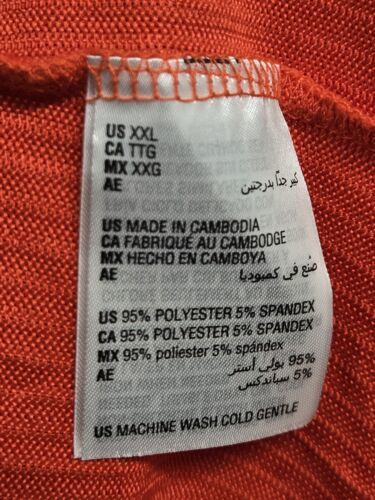 US XXL
CA TTG
MX XXG
AE كبير جدًا بدرجتين
US MADE IN CAMBODIA
CA FABRIQUÉ AU CAMBODGE
MX HECHO EN CAMBOYA
AE صُنع في كمبوديا
US 95% POLYESTER 5% SPANDEX
CA 95% POLYESTER 5% SPANDEX
MX 95% poliester 5% spándex
AE 95% بولي أستر
5% سباندكس
US MACHINE WASH COLD GENTLE